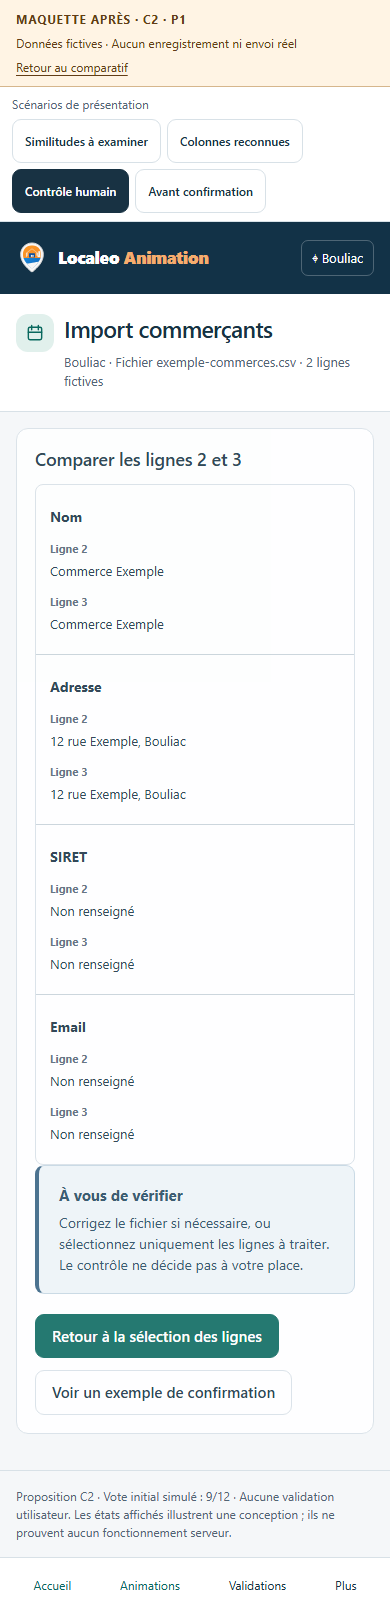 MAQUETTE APRÈS · C2 · P1
Données fictives · Aucun enregistrement ni envoi réel
Retour au comparatif
Scénarios de présentation
Similitudes à examiner
Colonnes reconnues
Contrôle humain
Avant confirmation
Localeo Animation
Bouliac
Import commerçants
Bouliac · Fichier exemple-commerces.csv · 2 lignes
fictives
Comparer les lignes 2 et 3
Nom
Ligne 2
Commerce Exemple
Ligne 3
Commerce Exemple
Adresse
Ligne 2
12 rue Exemple, Bouliac
Ligne 3
12 rue Exemple, Bouliac
SIRET
Ligne 2
Non renseigné
Ligne 3
Non renseigné
Email
Ligne 2
Non renseigné
Ligne 3
Non renseigné
À vous de vérifier
Corrigez le fichier si nécessaire, ou
sélectionnez uniquement les lignes à traiter.
Le contrôle ne décide pas à votre place.
Retour à la sélection des lignes
Voir un exemple de confirmation
Proposition C2 · Vote initial simulé : 9/12 · Aucune validation
utilisateur. Les états affichés illustrent une conception ; ils ne
prouvent aucun fonctionnement serveur.
Accueil
Animations
Validations
Plus